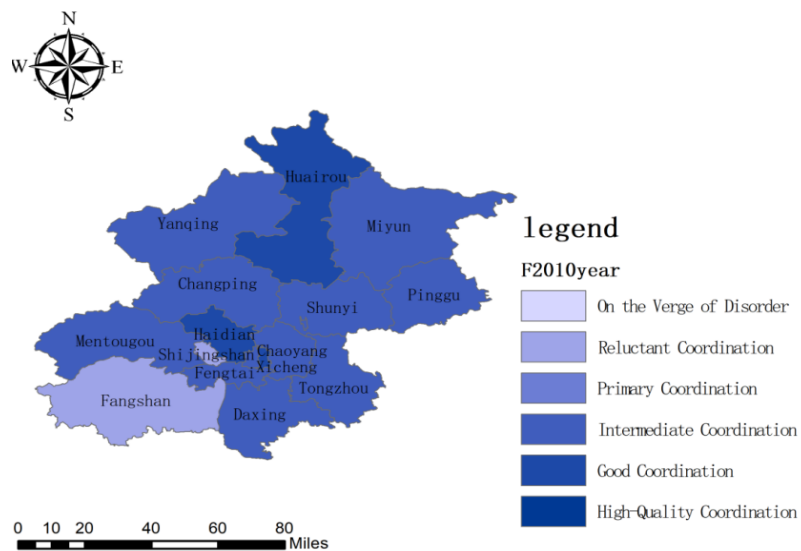 N
W E
S
Huairou
Yanqing
Miyun
Changping
Shunyi
Pinggu
Haidian
Mentougou
Shijingshan
Chaoyang
Xicheng
Fengtai
Tongzhou
Fangshan
Daxing
legend
F2010year
On the Verge of Disorder
Reluctant Coordination
Primary Coordination
Intermediate Coordination
Good Coordination
High-Quality Coordination
0 10 20 40 60 80
Miles